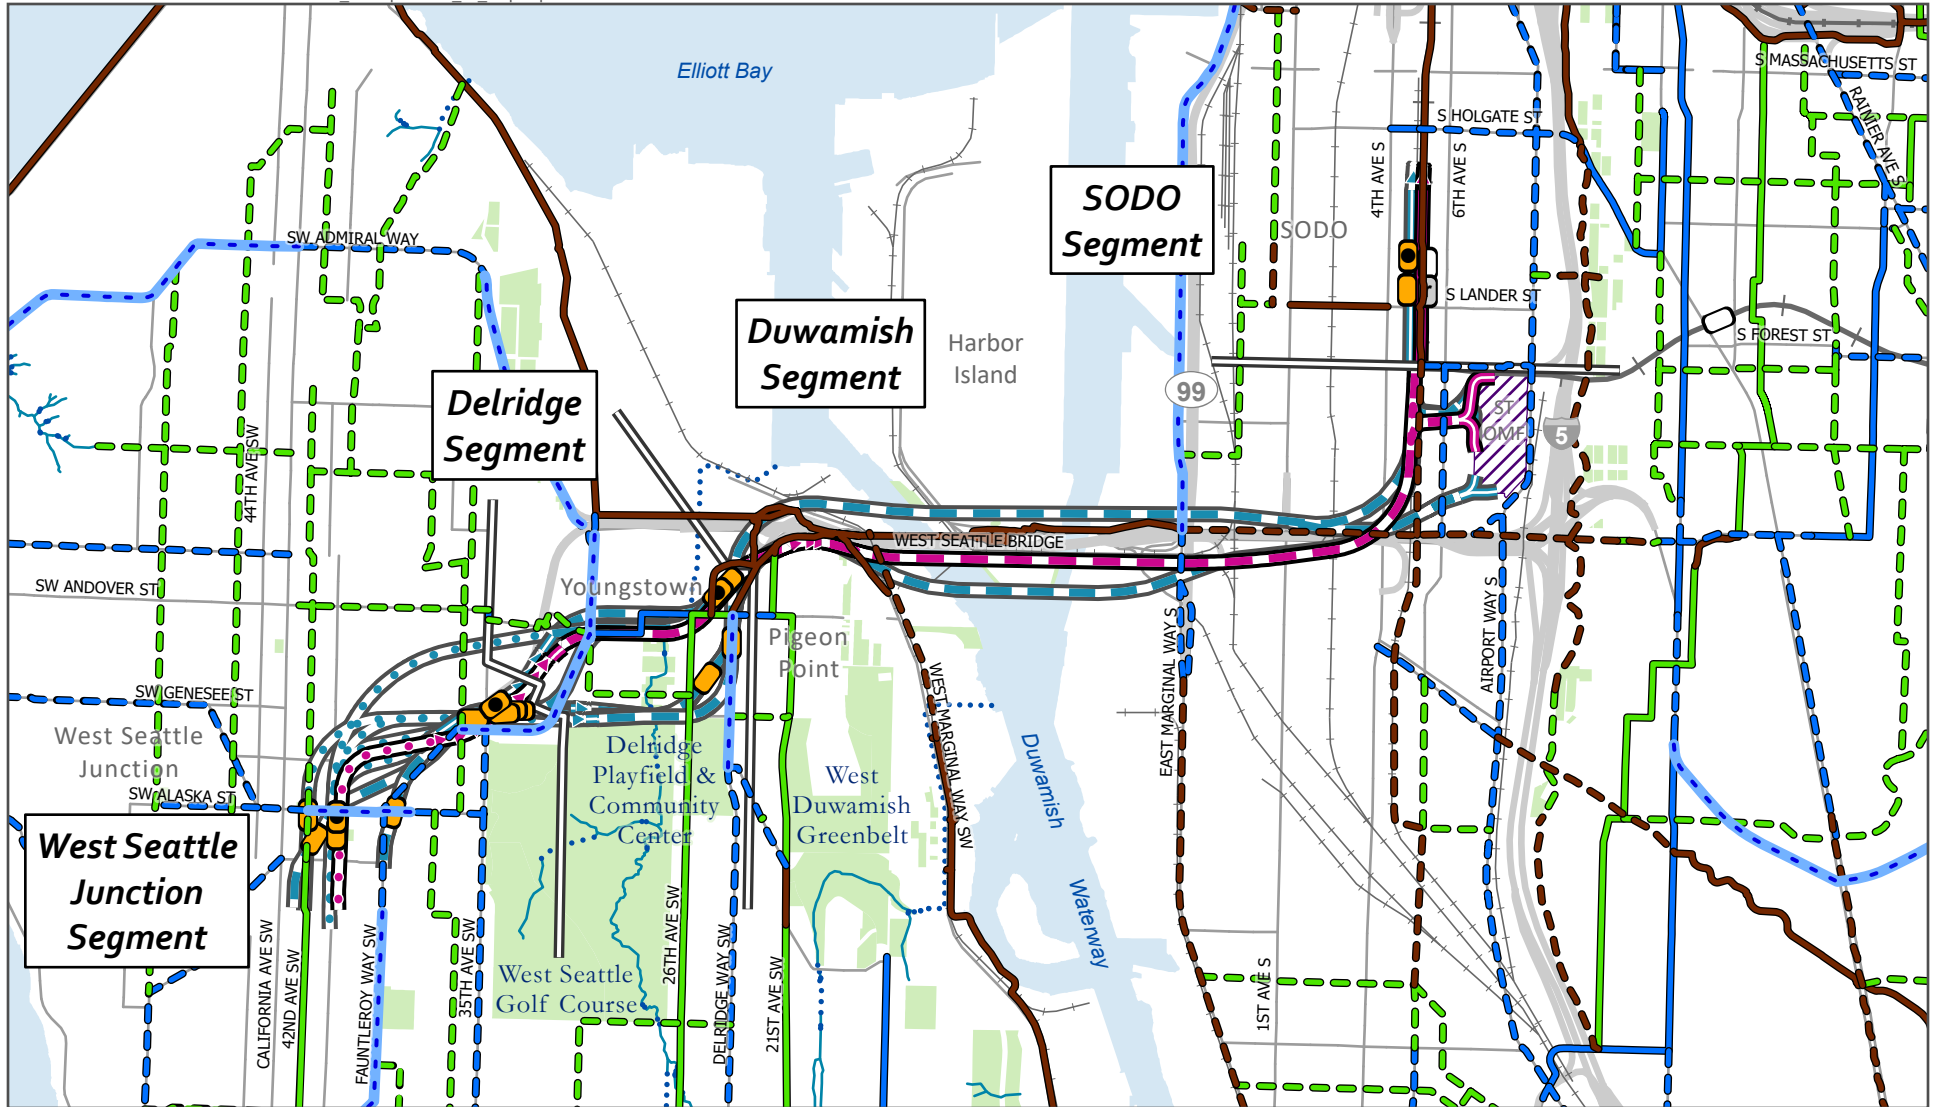 Elliott Bay
S MASSACHUSETTS ST
RAINIER AVE S
S HOLGATE ST
4TH AVE S
6TH AVE S
SODO
Segment
SODO
SW ADMIRAL WAY
S LANDER ST
S FOREST ST
Duwamish
Segment
Harbor
Island
99
Delridge
Segment
ST
OMF
5
44TH AVE SW
WEST SEATTLE BRIDGE
SW ANDOVER ST
Youngstown
Pigeon
Point
EAST MARGINAL WAY S
AIRPORT WAY S
SW GENESEE ST
West Seattle
Junction
WEST MARGINAL WAY SW
Delridge
Playfield &
Community
Center
West
Duwamish
Greenbelt
Duwamish
Waterway
SW ALASKA ST
West Seattle
Junction
Segment
CALIFORNIA AVE SW
42ND AVE SW
FAUNTLEROY WAY SW
35TH AVE SW
West Seattle
Golf Course
26TH AVE SW
DELRIDGE WAY SW
21ST AVE SW
1ST AVE S